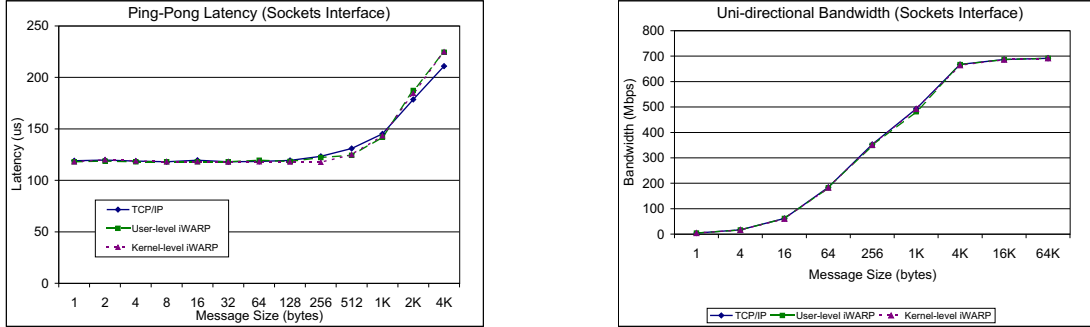 Ping-Pong Latency (Sockets Interface)
250
200
150
100
50
0
Latency (us)
TCP/IP
User-level iWARP
Kernel-level iWARP
1 2 4 8 16 32 64 128 256 512 1K 2K 4K
Message Size (bytes)
Uni-directional Bandwidth (Sockets Interface)
800
700
600
500
400
300
200
100
0
Bandwidth (Mbps)
1 4 16 64 256 1K 4K 16K 64K
Message Size (bytes)
TCP/IP User-level iWARP Kernel-level iWARP